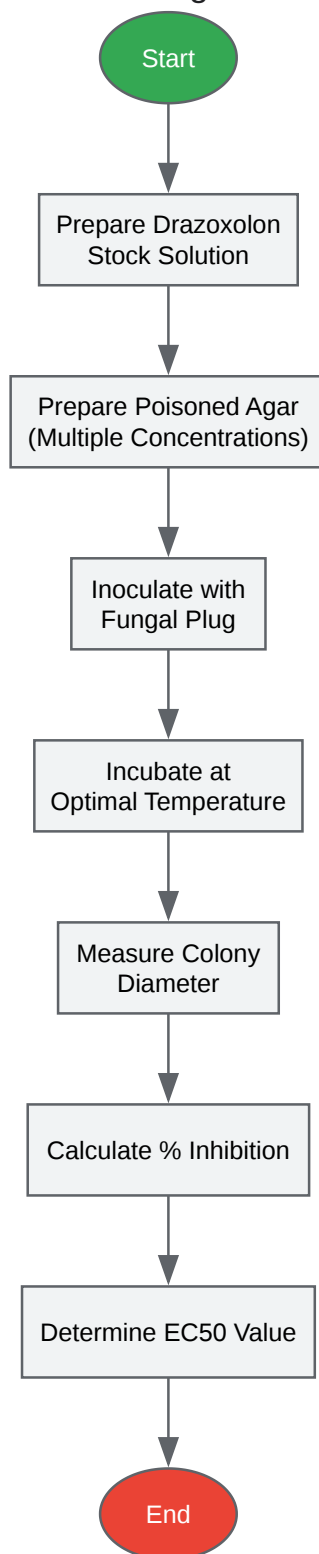 Start
Prepare Drazoxolon
Stock Solution
Prepare Poisoned Agar
(Multiple Concentrations)
Inoculate with
Fungal Plug
Incubate at
Optimal Temperature
Measure Colony
Diameter
Calculate % Inhibition
Determine EC50 Value
End